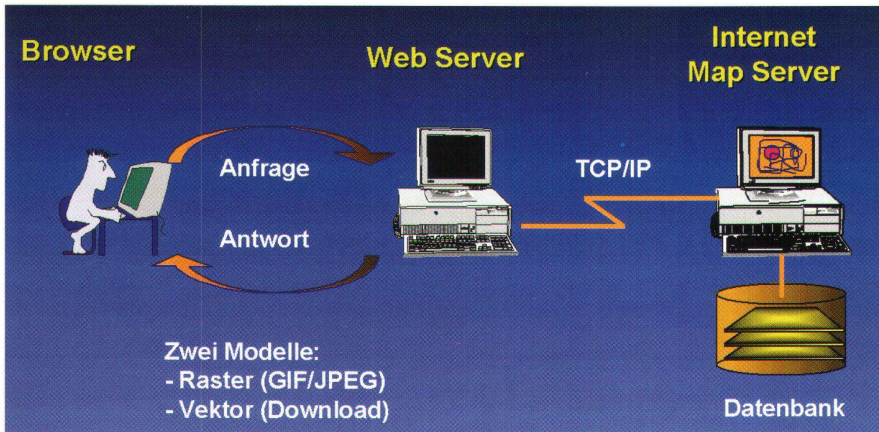 Browser
Web Server
Internet
Map Server
Anfrage
TCP/IP
Antwort
Zwei Modelle:
- Raster (GIF/JPEG)
- Vektor (Download)
Datenbank